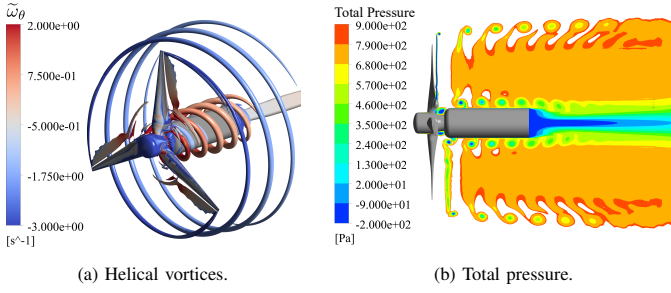 ω̃_θ
2.000e+00
7.500e-01
-5.000e-01
-1.750e+00
-3.000e+00
[s^-1]
(a) Helical vortices.
Total Pressure
9.000e+02
7.900e+02
6.800e+02
5.700e+02
4.600e+02
3.500e+02
2.400e+02
1.300e+02
2.000e+01
-9.000e+01
-2.000e+02
[Pa]
(b) Total pressure.